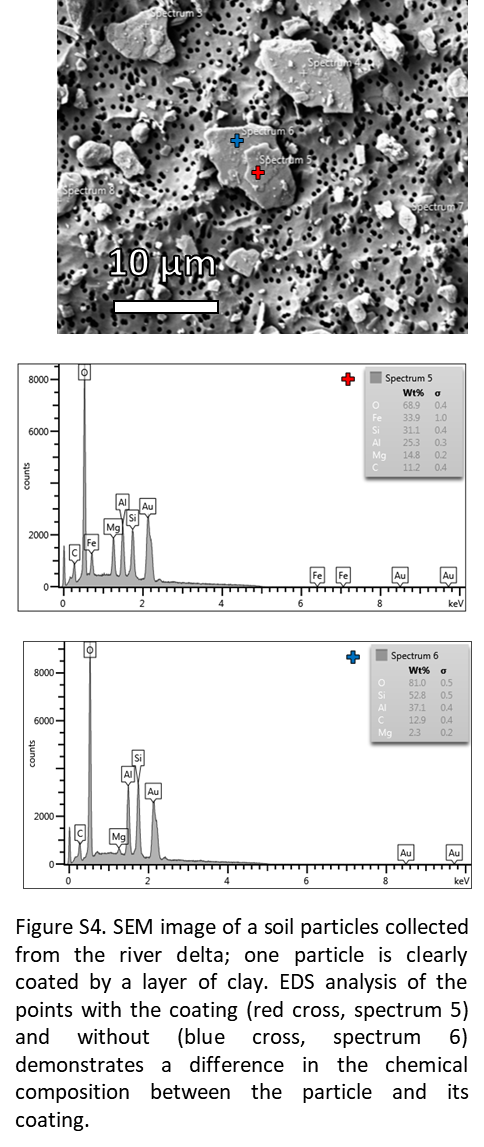 Spectrum 3
Spectrum 4
Spectrum 6
Spectrum 5
Spectrum 8
Spectrum 7
10 µm
8000
6000
2000
0
counts
O
C
Fe
Mg
Al
Si
Au
Fe
Fe
Au
Au
0 2 4 6 8 keV
Spectrum 5
Wt% σ
O 68.9 0.4
Fe 33.9 1.0
Si 31.1 0.4
Al 25.3 0.3
Mg 14.8 0.2
C 11.2 0.4
8000
6000
2000
0
counts
O
C
Mg
Al
Si
Au
Au
Au
0 2 4 6 8 keV
Spectrum 6
Wt% σ
O 81.0 0.5
Si 52.8 0.5
Al 37.1 0.4
C 12.9 0.4
Mg 2.3 0.2
Figure S4. SEM image of a soil particles collected
from the river delta; one particle is clearly
coated by a layer of clay. EDS analysis of the
points with the coating (red cross, spectrum 5)
and without (blue cross, spectrum 6)
demonstrates a difference in the chemical
composition between the particle and its
coating.